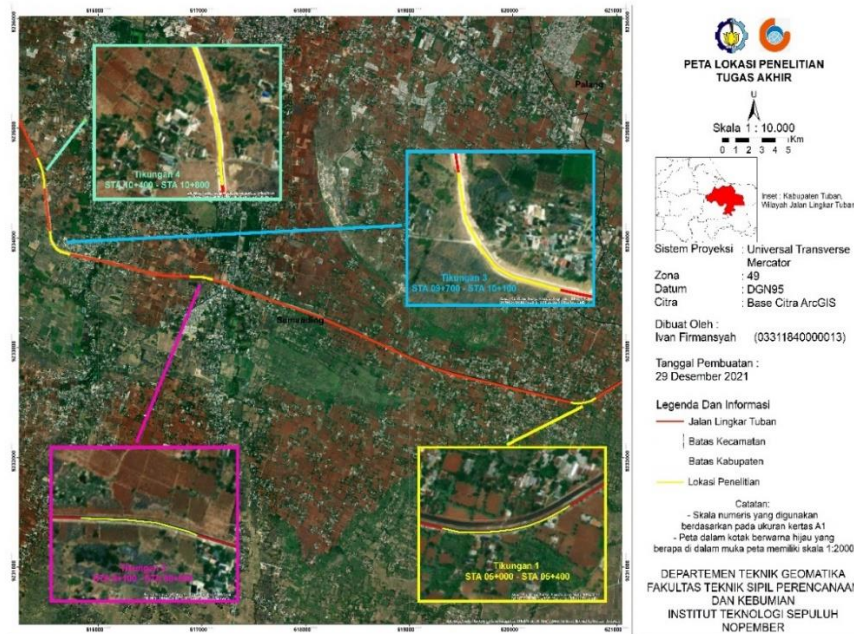 PETA LOKASI PENELITIAN
TUGAS AKHIR
U
Skala 1 : 10.000
Km
0 1 2 3 4 5
Inset : Kabupaten Tuban,
Wilayah Jalan Lingkar Tuban
Sistem Proyeksi : Universal Transverse
Mercator
Zona : 49
Datum : DGN95
Citra : Base Citra ArcGIS
Dibuat Oleh :
Ivan Firmansyah (03311840000013)
Tanggal Pembuatan :
29 Desember 2021
Legenda Dan Informasi
Jalan Lingkar Tuban
Batas Kecamatan
Batas Kabupaten
Lokasi Penelitian
Catatan:
- Skala numeris yang digunakan
berdasarkan pada ukuran kertas A1
- Peta dalam kotak berwarna hijau yang
berapa di dalam muka peta memiliki skala 1:2000
DEPARTEMEN TEKNIK GEOMATIKA
FAKULTAS TEKNIK SIPIL PERENCANAAN
DAN KEBUMIAN
INSTITUT TEKNOLOGI SEPULUH
NOPEMBER
616000 617000 620000 621000
Palang
Tikungan 4
STA 10+400 - STA 10+800
Tikungan 3
STA 09+700 - STA 10+100
Tikungan 1
STA 05+000 - STA 05+400